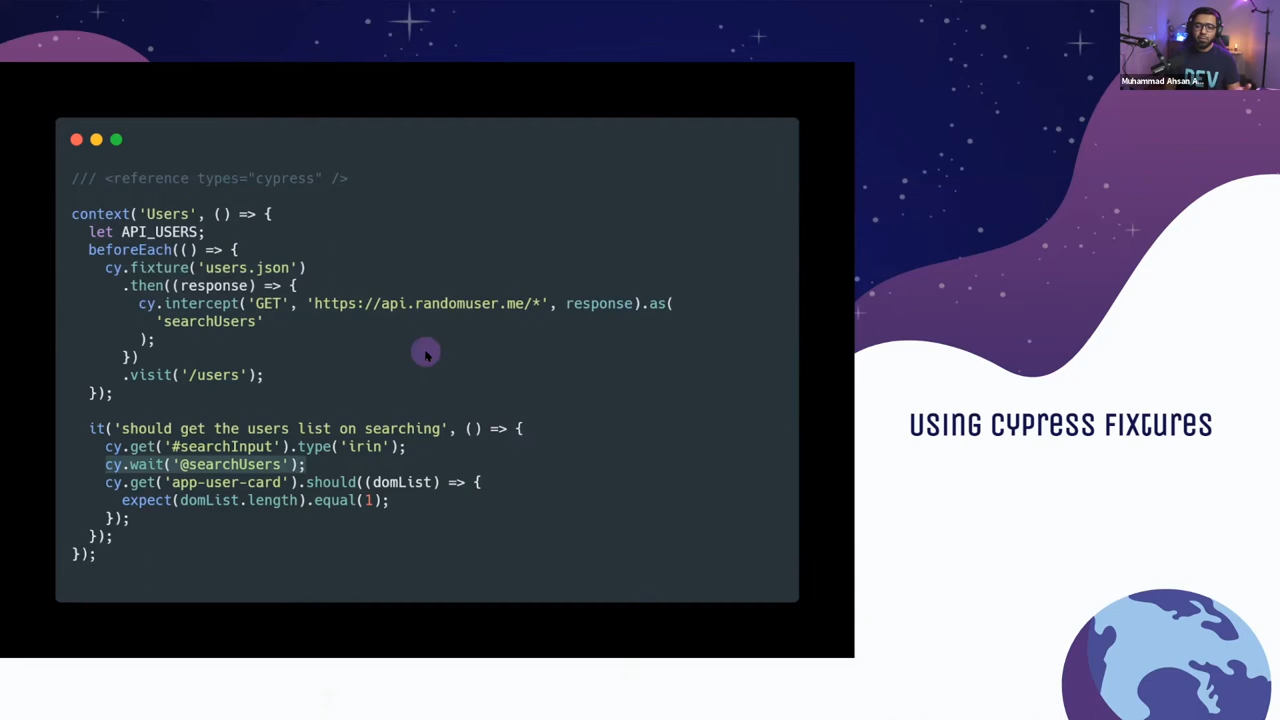 Muhammad Ahsan A...
DEV
/// <reference types="cypress" />
context('Users', () => {
  let API_USERS;
  beforeEach(() => {
    cy.fixture('users.json')
      .then((response) => {
        cy.intercept('GET', 'https://api.randomuser.me/*', response).as(
          'searchUsers'
        );
      })
      .visit('/users');
  });
  it('should get the users list on searching', () => {
    cy.get('#searchInput').type('irin');
    cy.wait('@searchUsers');
    cy.get('app-user-card').should((domList) => {
      expect(domList.length).equal(1);
    });
  });
});
Using Cypress Fixtures